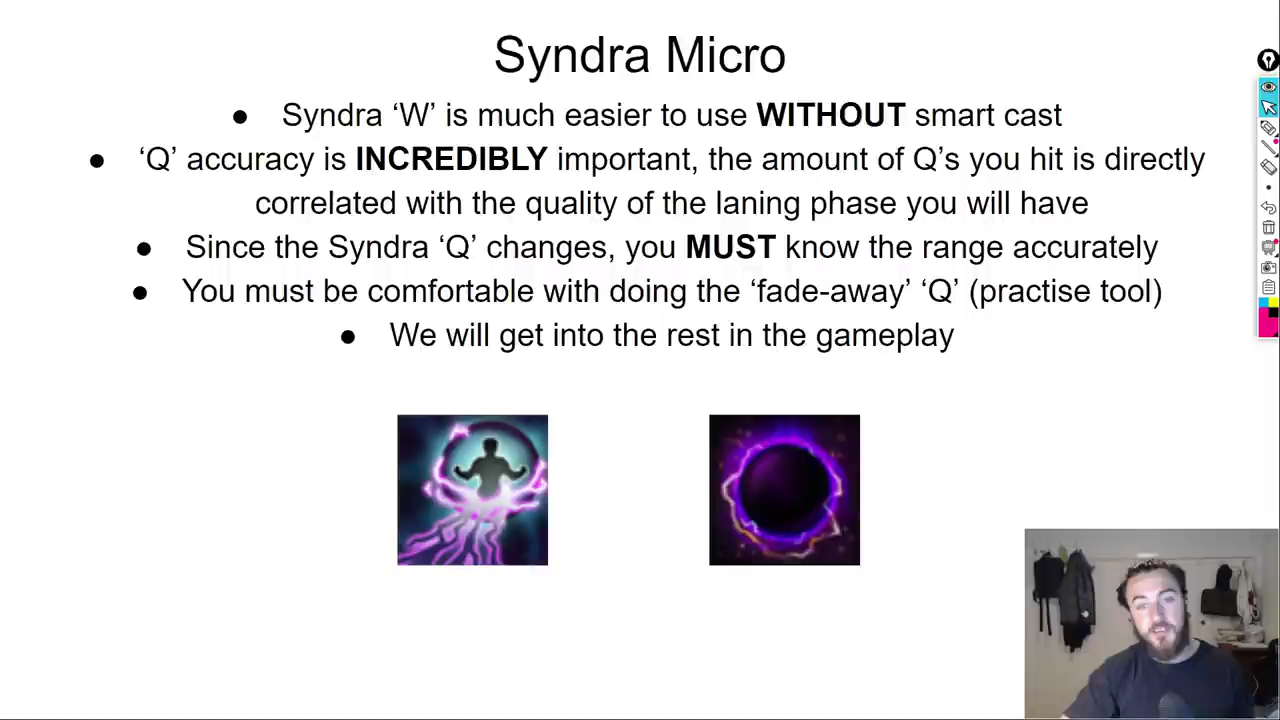 Syndra Micro
● Syndra ‘W’ is much easier to use WITHOUT smart cast
● ‘Q’ accuracy is INCREDIBLY important, the amount of Q’s you hit is directly
correlated with the quality of the laning phase you will have
● Since the Syndra ‘Q’ changes, you MUST know the range accurately
● You must be comfortable with doing the ‘fade-away’ ‘Q’ (practise tool)
● We will get into the rest in the gameplay